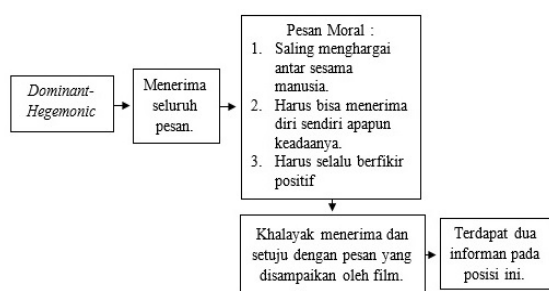 Dominant-
Hegemonic
Menerima
seluruh
pesan.
Pesan Moral :
1. Saling menghargai
antar sesama
manusia.
2. Harus bisa menerima
diri sendiri apapun
keadaanya.
3. Harus selalu berfikir
positif
Khalayak menerima dan
setuju dengan pesan yang
disampaikan oleh film.
Terdapat dua
informan pada
posisi ini.